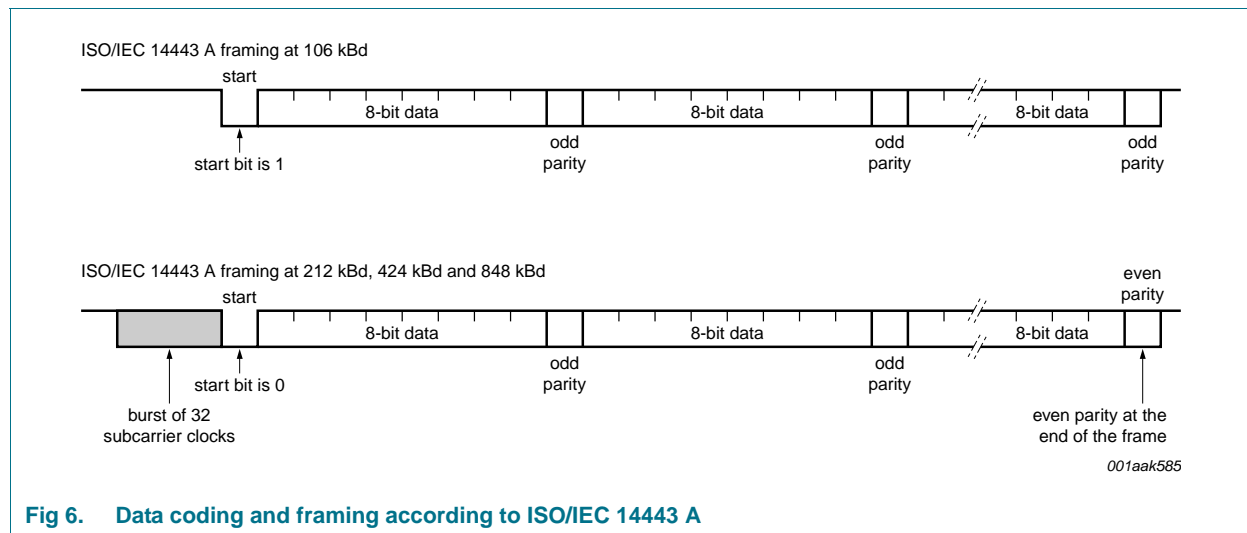 ISO/IEC 14443 A framing at 106 kBd
start
8-bit data
8-bit data
8-bit data
start bit is 1
odd
parity
odd
parity
odd
parity
ISO/IEC 14443 A framing at 212 kBd, 424 kBd and 848 kBd
even
parity
start
8-bit data
8-bit data
8-bit data
start bit is 0
odd
parity
odd
parity
burst of 32
subcarrier clocks
even parity at the
end of the frame
001aak585
Fig 6. Data coding and framing according to ISO/IEC 14443 A